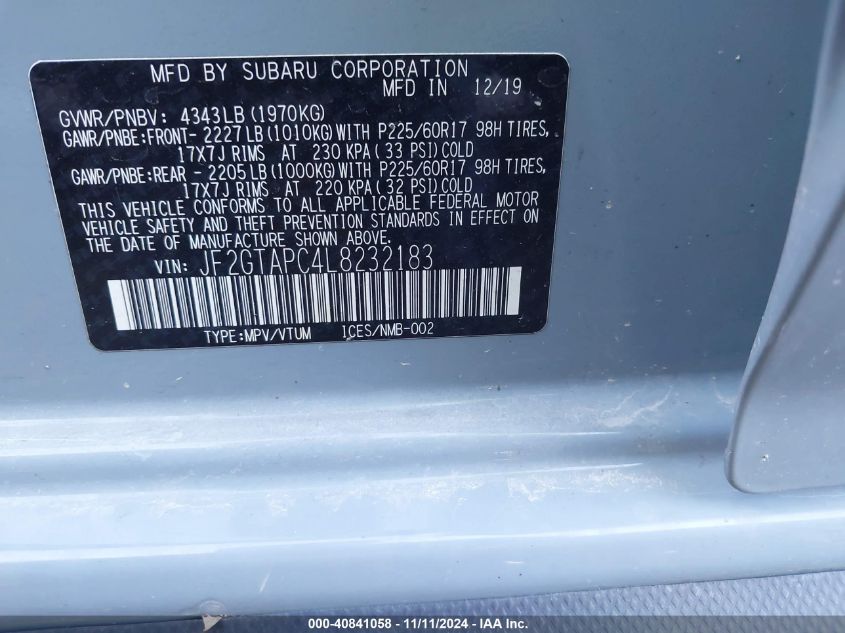 MFD BY SUBARU CORPORATION
MFD IN 12/19
GVWR/PNBV: 4343LB(1970KG)
GAWR/PNBE:FRONT- 2227LB(1010KG)WITH P225/60R17 98H TIRES,
17X7J RIMS AT 230 KPA(33 PSI)COLD
GAWR/PNBE:REAR - 2205LB(1000KG)WITH P225/60R17 98H TIRES,
17X7J RIMS AT 220 KPA(32 PSI)COLD
THIS VEHICLE CONFORMS TO ALL APPLICABLE FEDERAL MOTOR
VEHICLE SAFETY AND THEFT PREVENTION STANDARDS IN EFFECT ON
THE DATE OF MANUFACTURE SHOWN ABOVE.
VIN: JF2GTAPC4L8232183
TYPE:MPV/VTUM ICES/NMB-002
000-40841058 - 11/11/2024 - IAAI.com